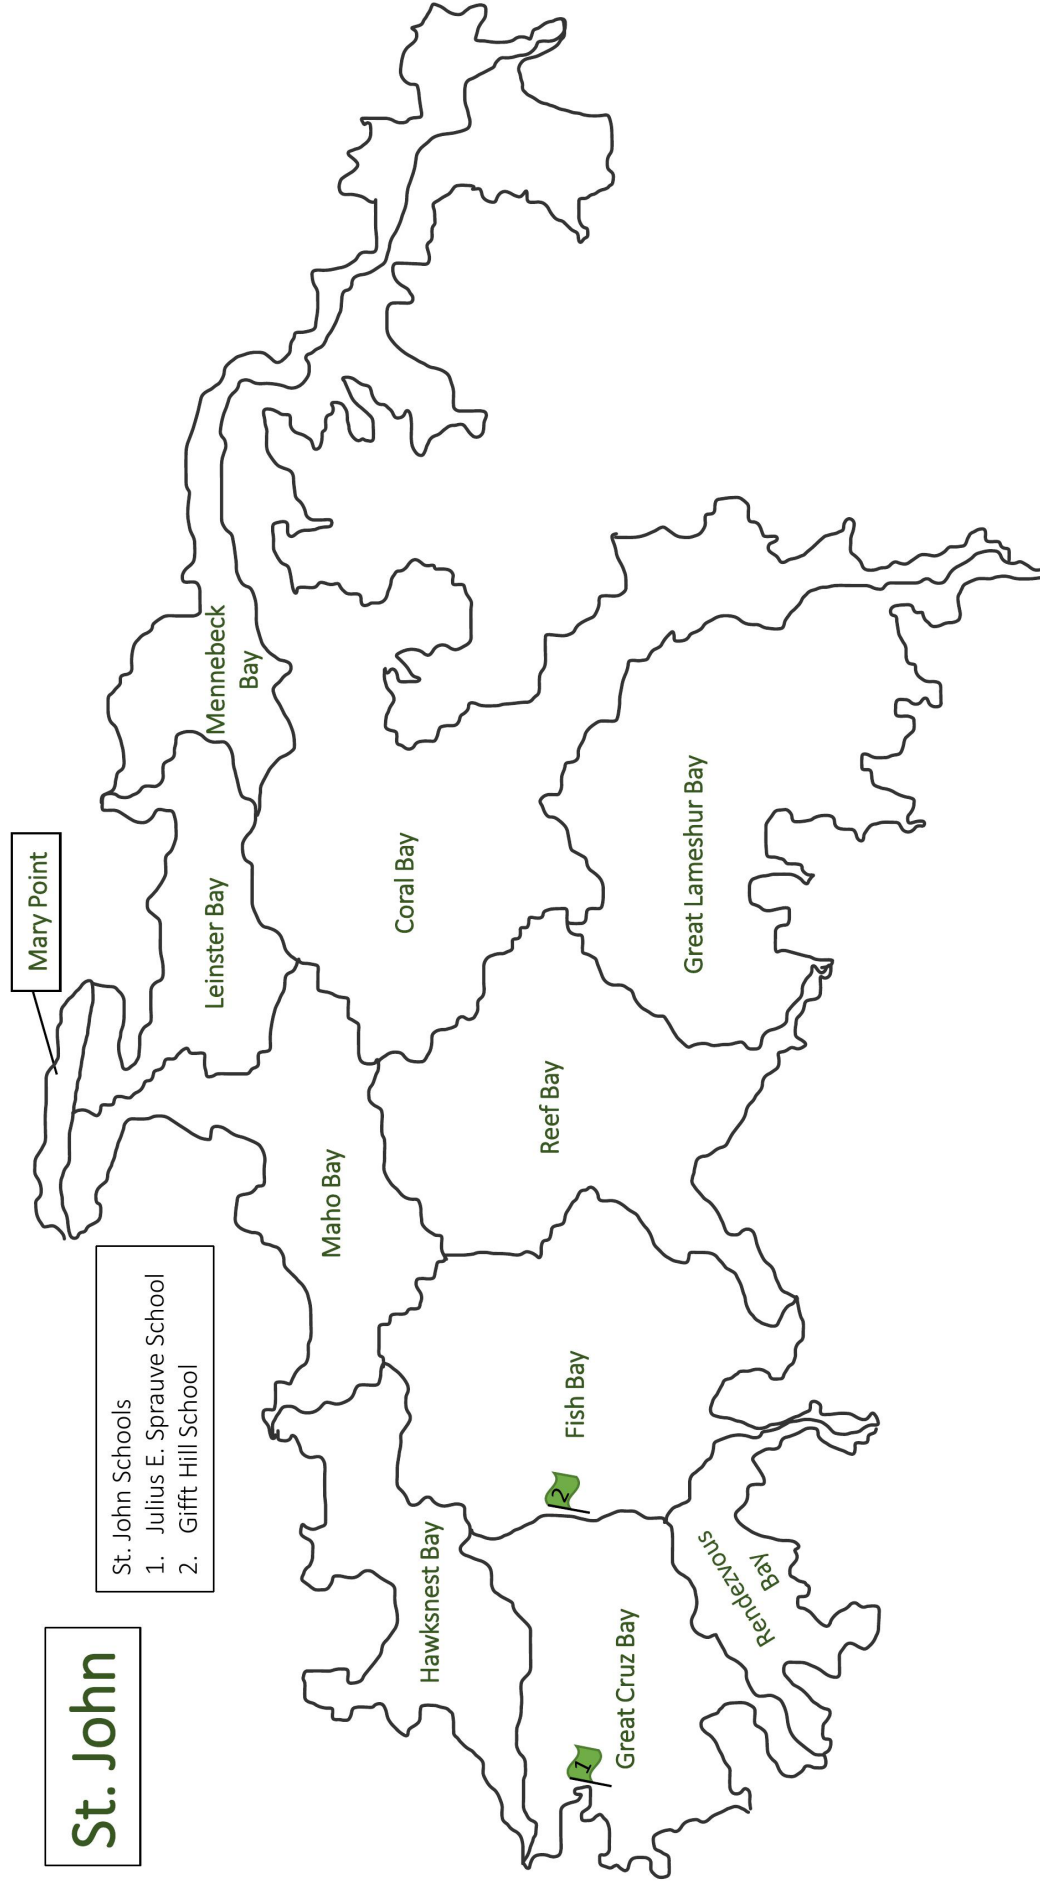 St. John
St. John Schools
1. Julius E. Sprauve School
2. Gifft Hill School
Mary Point
Mennebeck
Bay
Leinster Bay
Coral Bay
Great Lameshur Bay
Maho Bay
Reef Bay
Hawksnest Bay
Fish Bay
2
Great Cruz Bay
1
Rendezvous
Bay